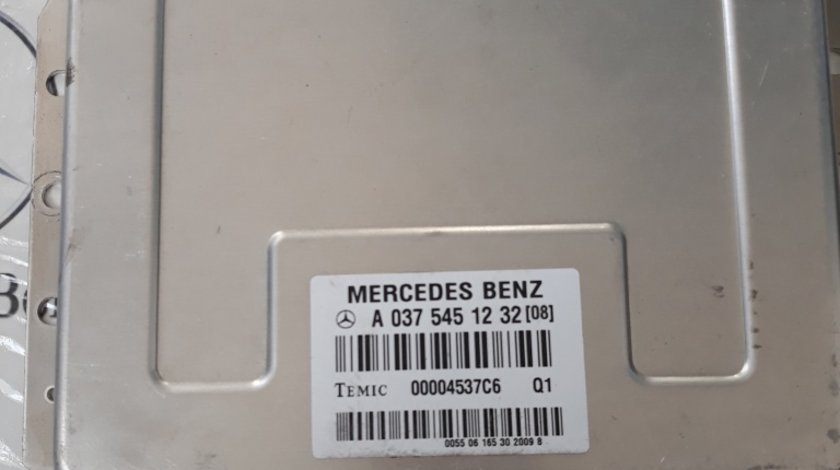 MERCEDES BENZ
A 037 545 12 32 [08]
TEMIC 00004537C6 Q1
0055 06 165 30 2009 8